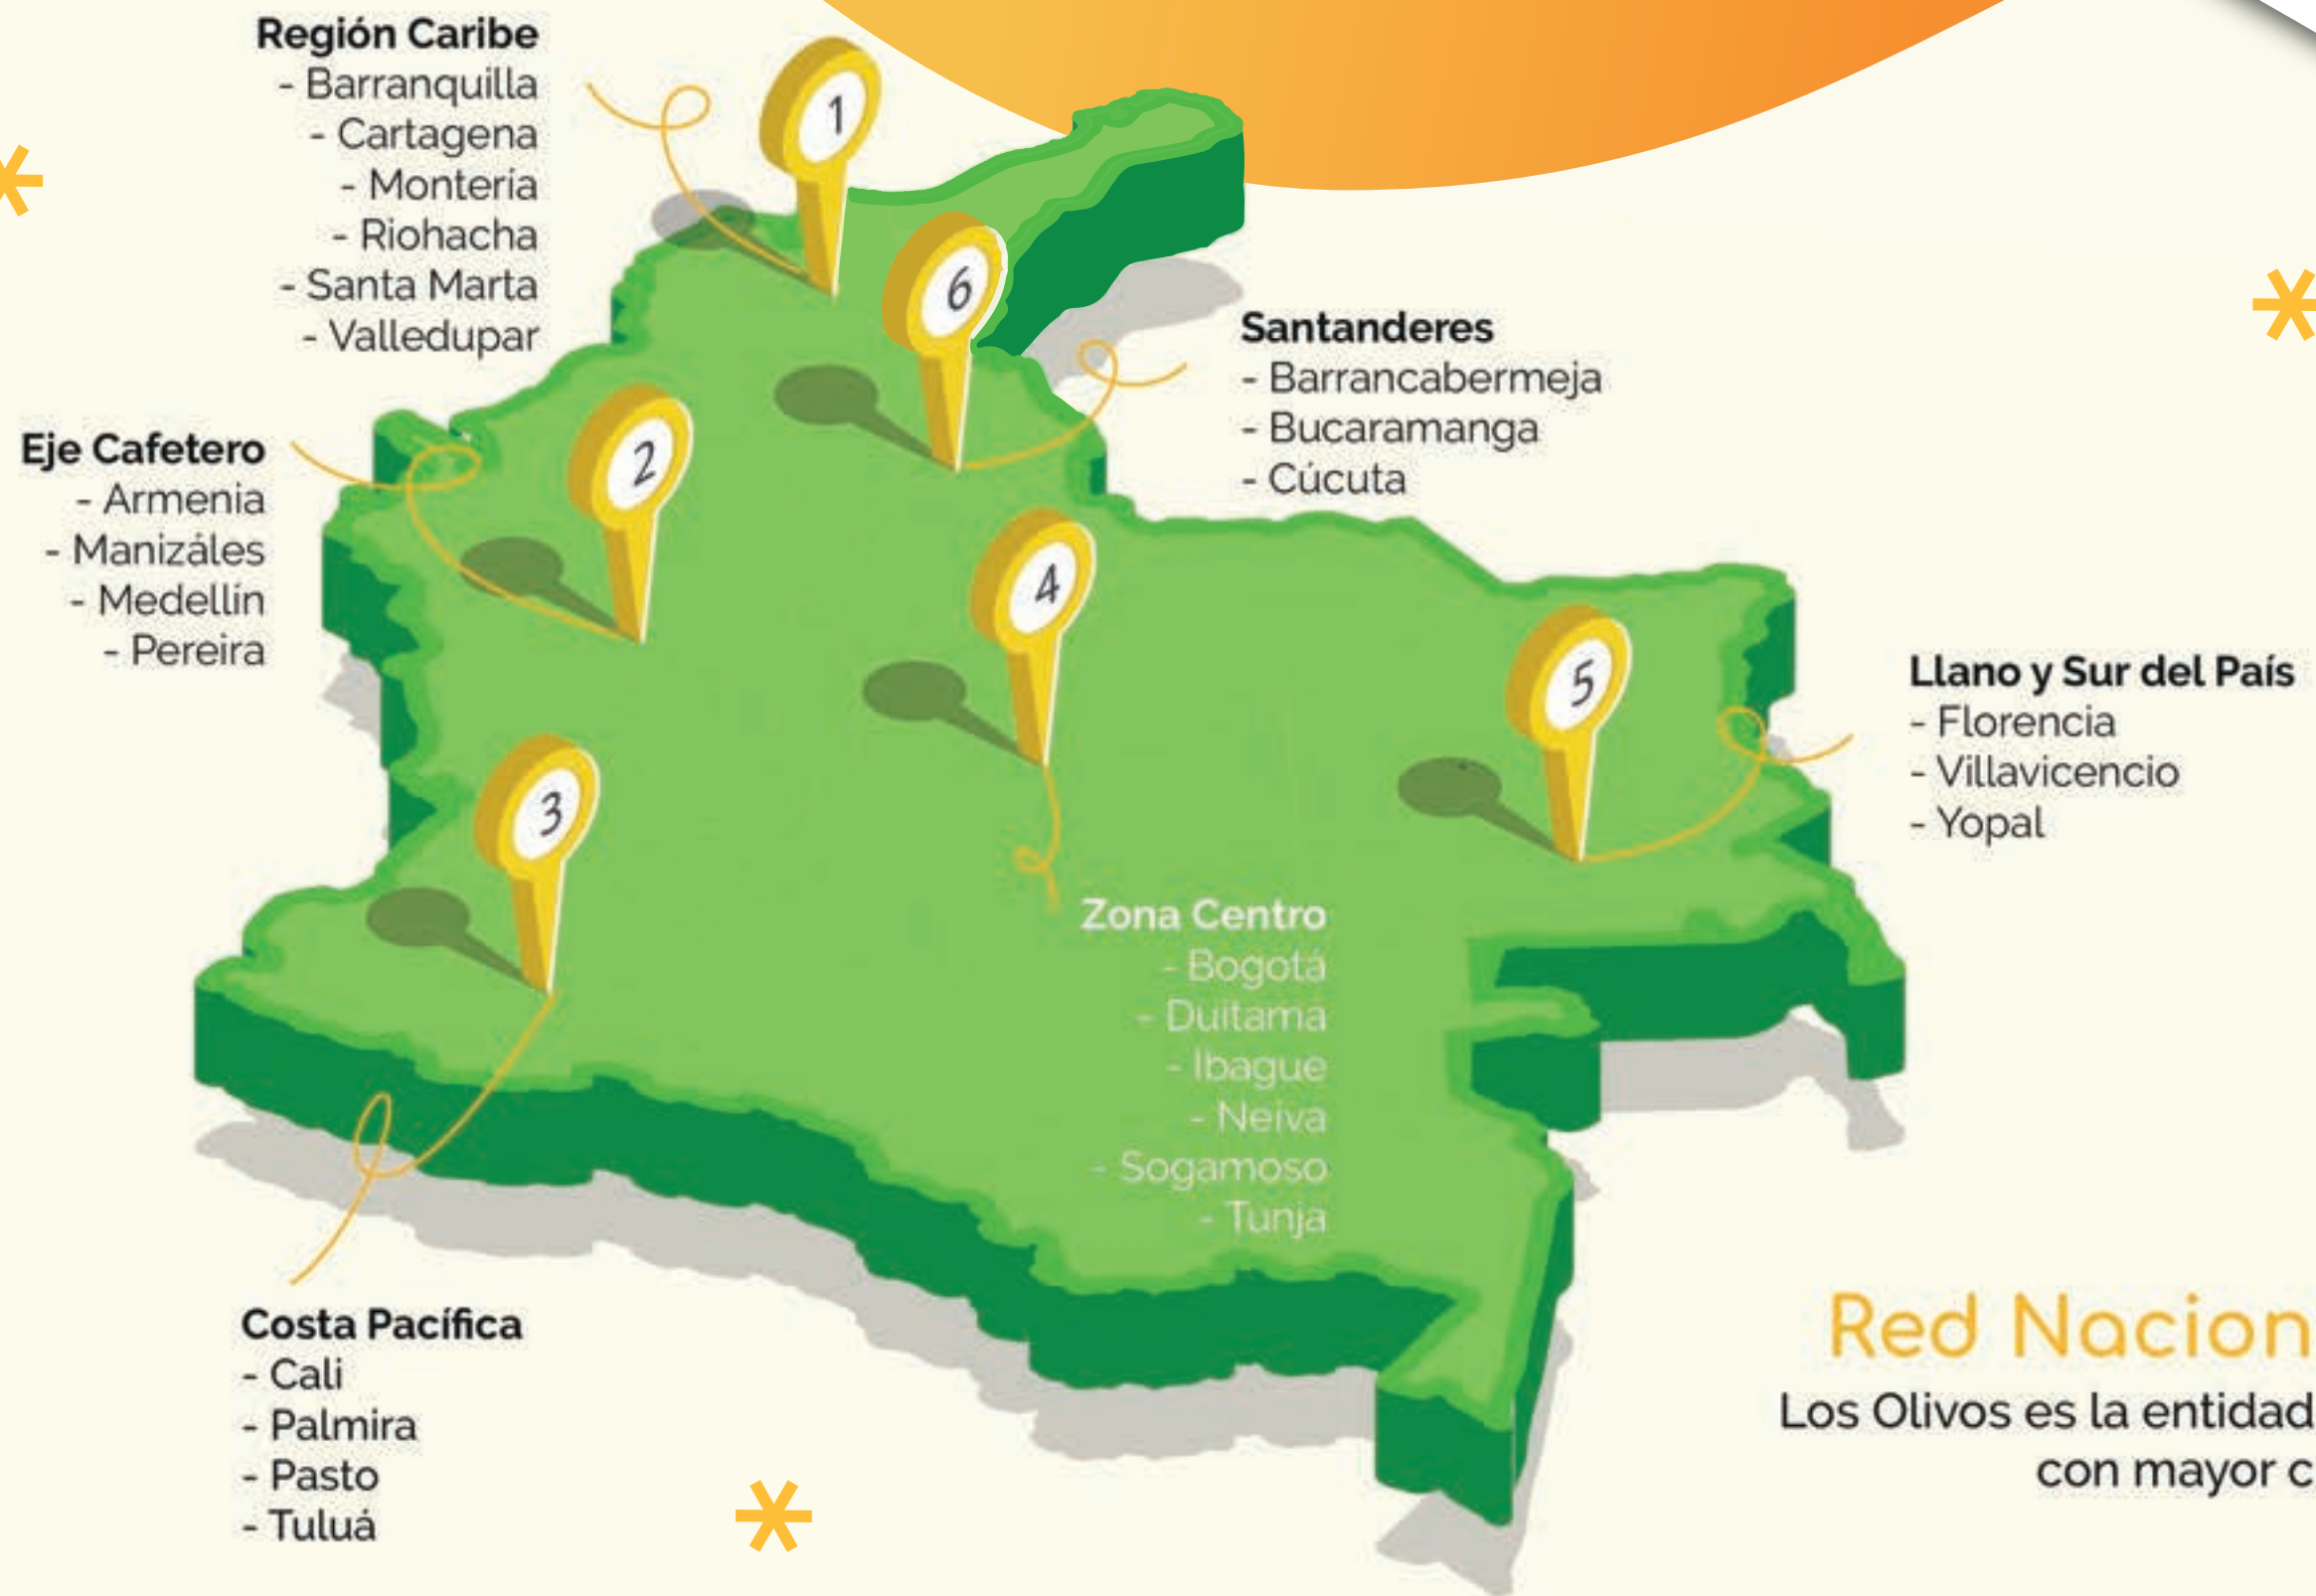 Región Caribe
- Barranquilla
- Cartagena
- Montería
- Riohacha
- Santa Marta
- Valledupar
1
6
Santanderes
- Barrancabermeja
- Bucaramanga
- Cúcuta
Eje Cafetero
- Armenia
- Manizáles
- Medellín
- Pereira
2
4
5
Llano y Sur del País
- Florencia
- Villavicencio
- Yopal
3
Zona Centro
- Bogotá
- Duitama
- Ibague
- Neiva
- Sogamoso
- Tunja
Costa Pacífica
- Cali
- Palmira
- Pasto
- Tuluá
Red Nacion
Los Olivos es la entidad
con mayor c